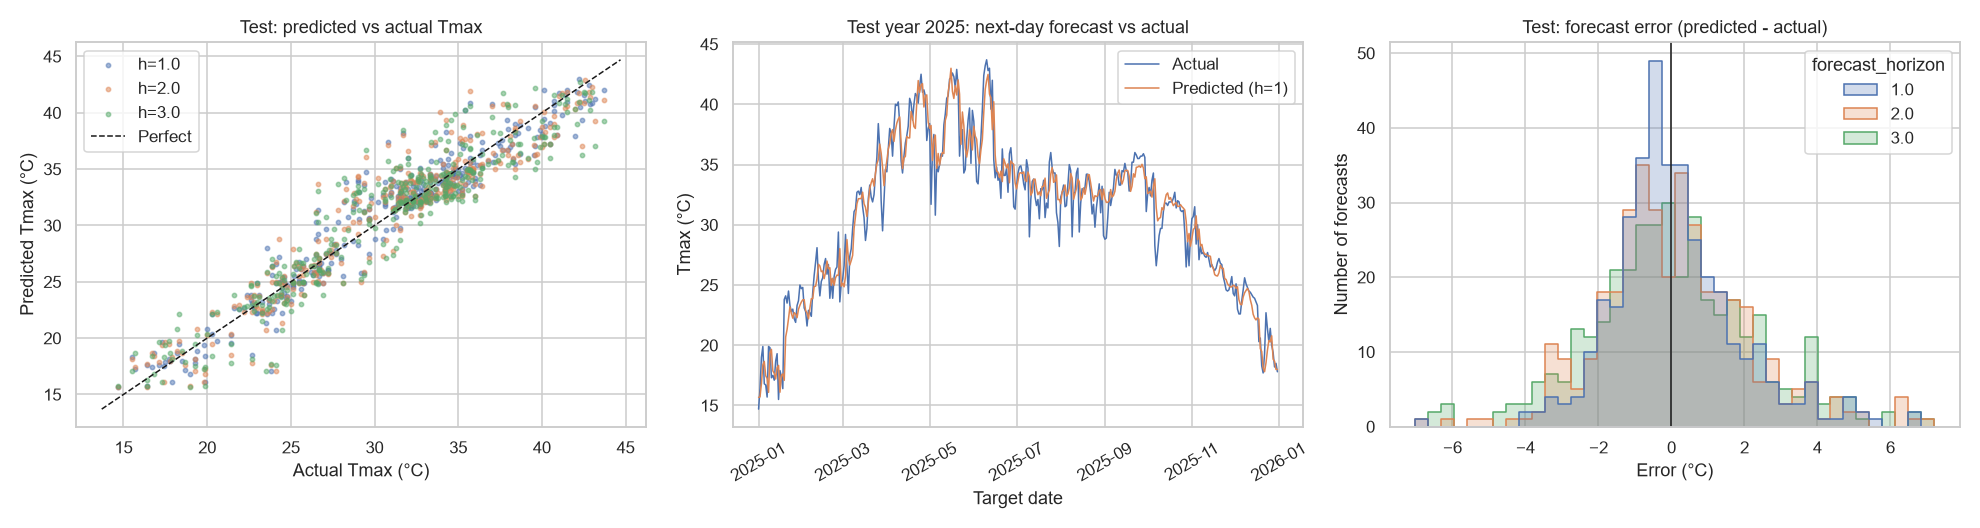 Test: predicted vs actual Tmax
45
40
35
30
25
20
15
Predicted Tmax (°C)
h=1.0
h=2.0
h=3.0
Perfect
15
20
25
30
35
40
45
Actual Tmax (°C)
Test year 2025: next-day forecast vs actual
45
40
35
30
25
20
15
Tmax (°C)
Actual
Predicted (h=1)
2025-01
2025-03
2025-05
2025-07
2025-09
2025-11
2026-01
Target date
Test: forecast error (predicted - actual)
50
40
30
20
10
0
Number of forecasts
forecast_horizon
1.0
2.0
3.0
−6
−4
−2
0
2
4
6
Error (°C)